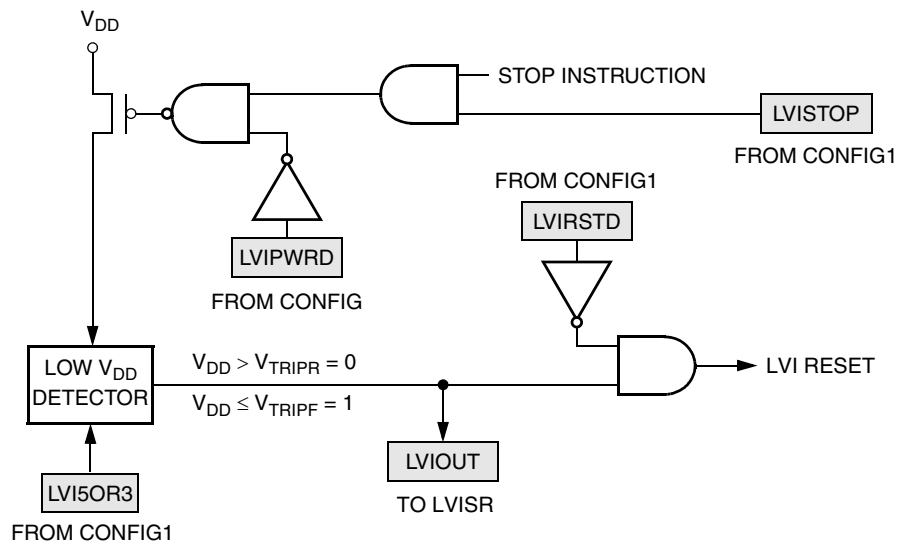 VDD
STOP INSTRUCTION
LVISTOP
FROM CONFIG1
FROM CONFIG1
LVIRSTD
LVIPWRD
FROM CONFIG
LOW VDD
DETECTOR
VDD > VTRIPR = 0
VDD ≤ VTRIPF = 1
LVI RESET
LVIOUT
TO LVISR
LVI5OR3
FROM CONFIG1